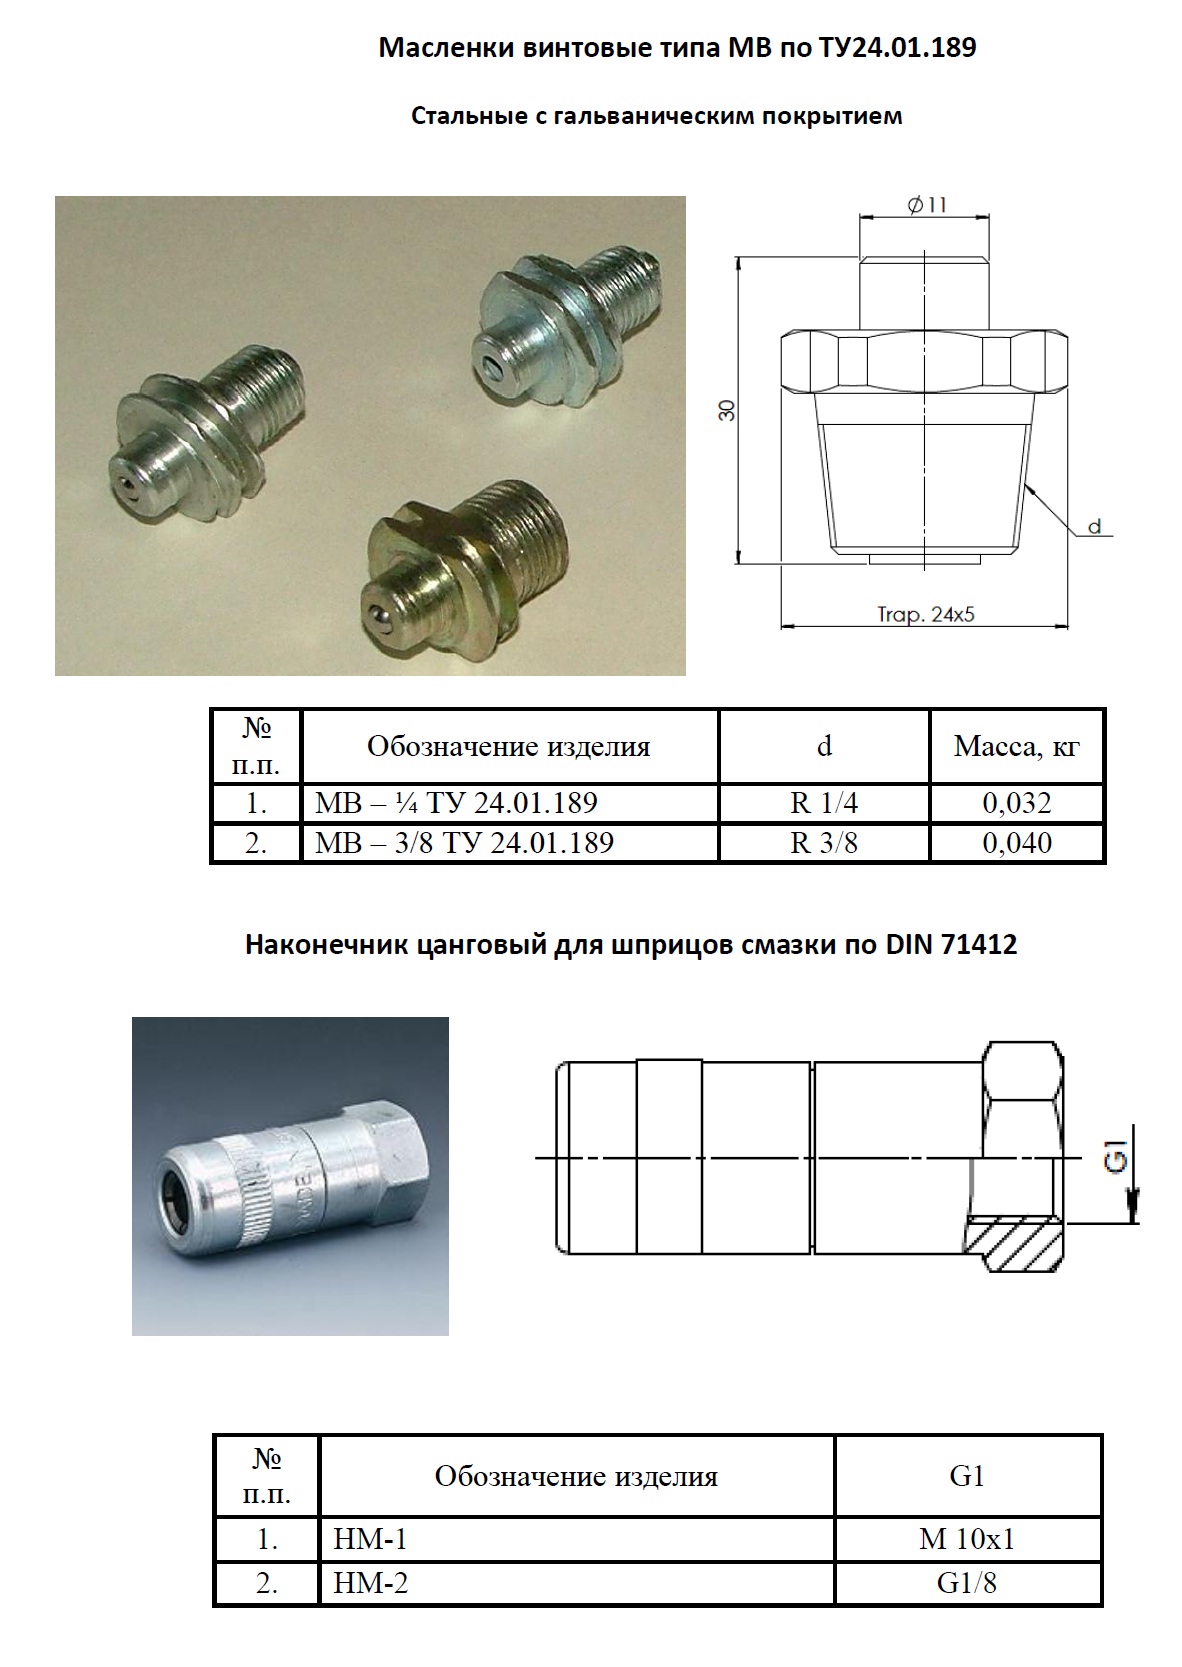 Масленки винтовые типа МВ по ТУ24.01.189
Стальные с гальваническим покрытием
Ø11
30
d
Trap. 24x5
№ п.п. Обозначение изделия d Масса, кг
1. МВ – ¼ ТУ 24.01.189 R 1/4 0,032
2. МВ – 3/8 ТУ 24.01.189 R 3/8 0,040
Наконечник цанговый для шприцов смазки по DIN 71412
G1
№ п.п. Обозначение изделия G1
1. НМ-1 М 10х1
2. НМ-2 G1/8